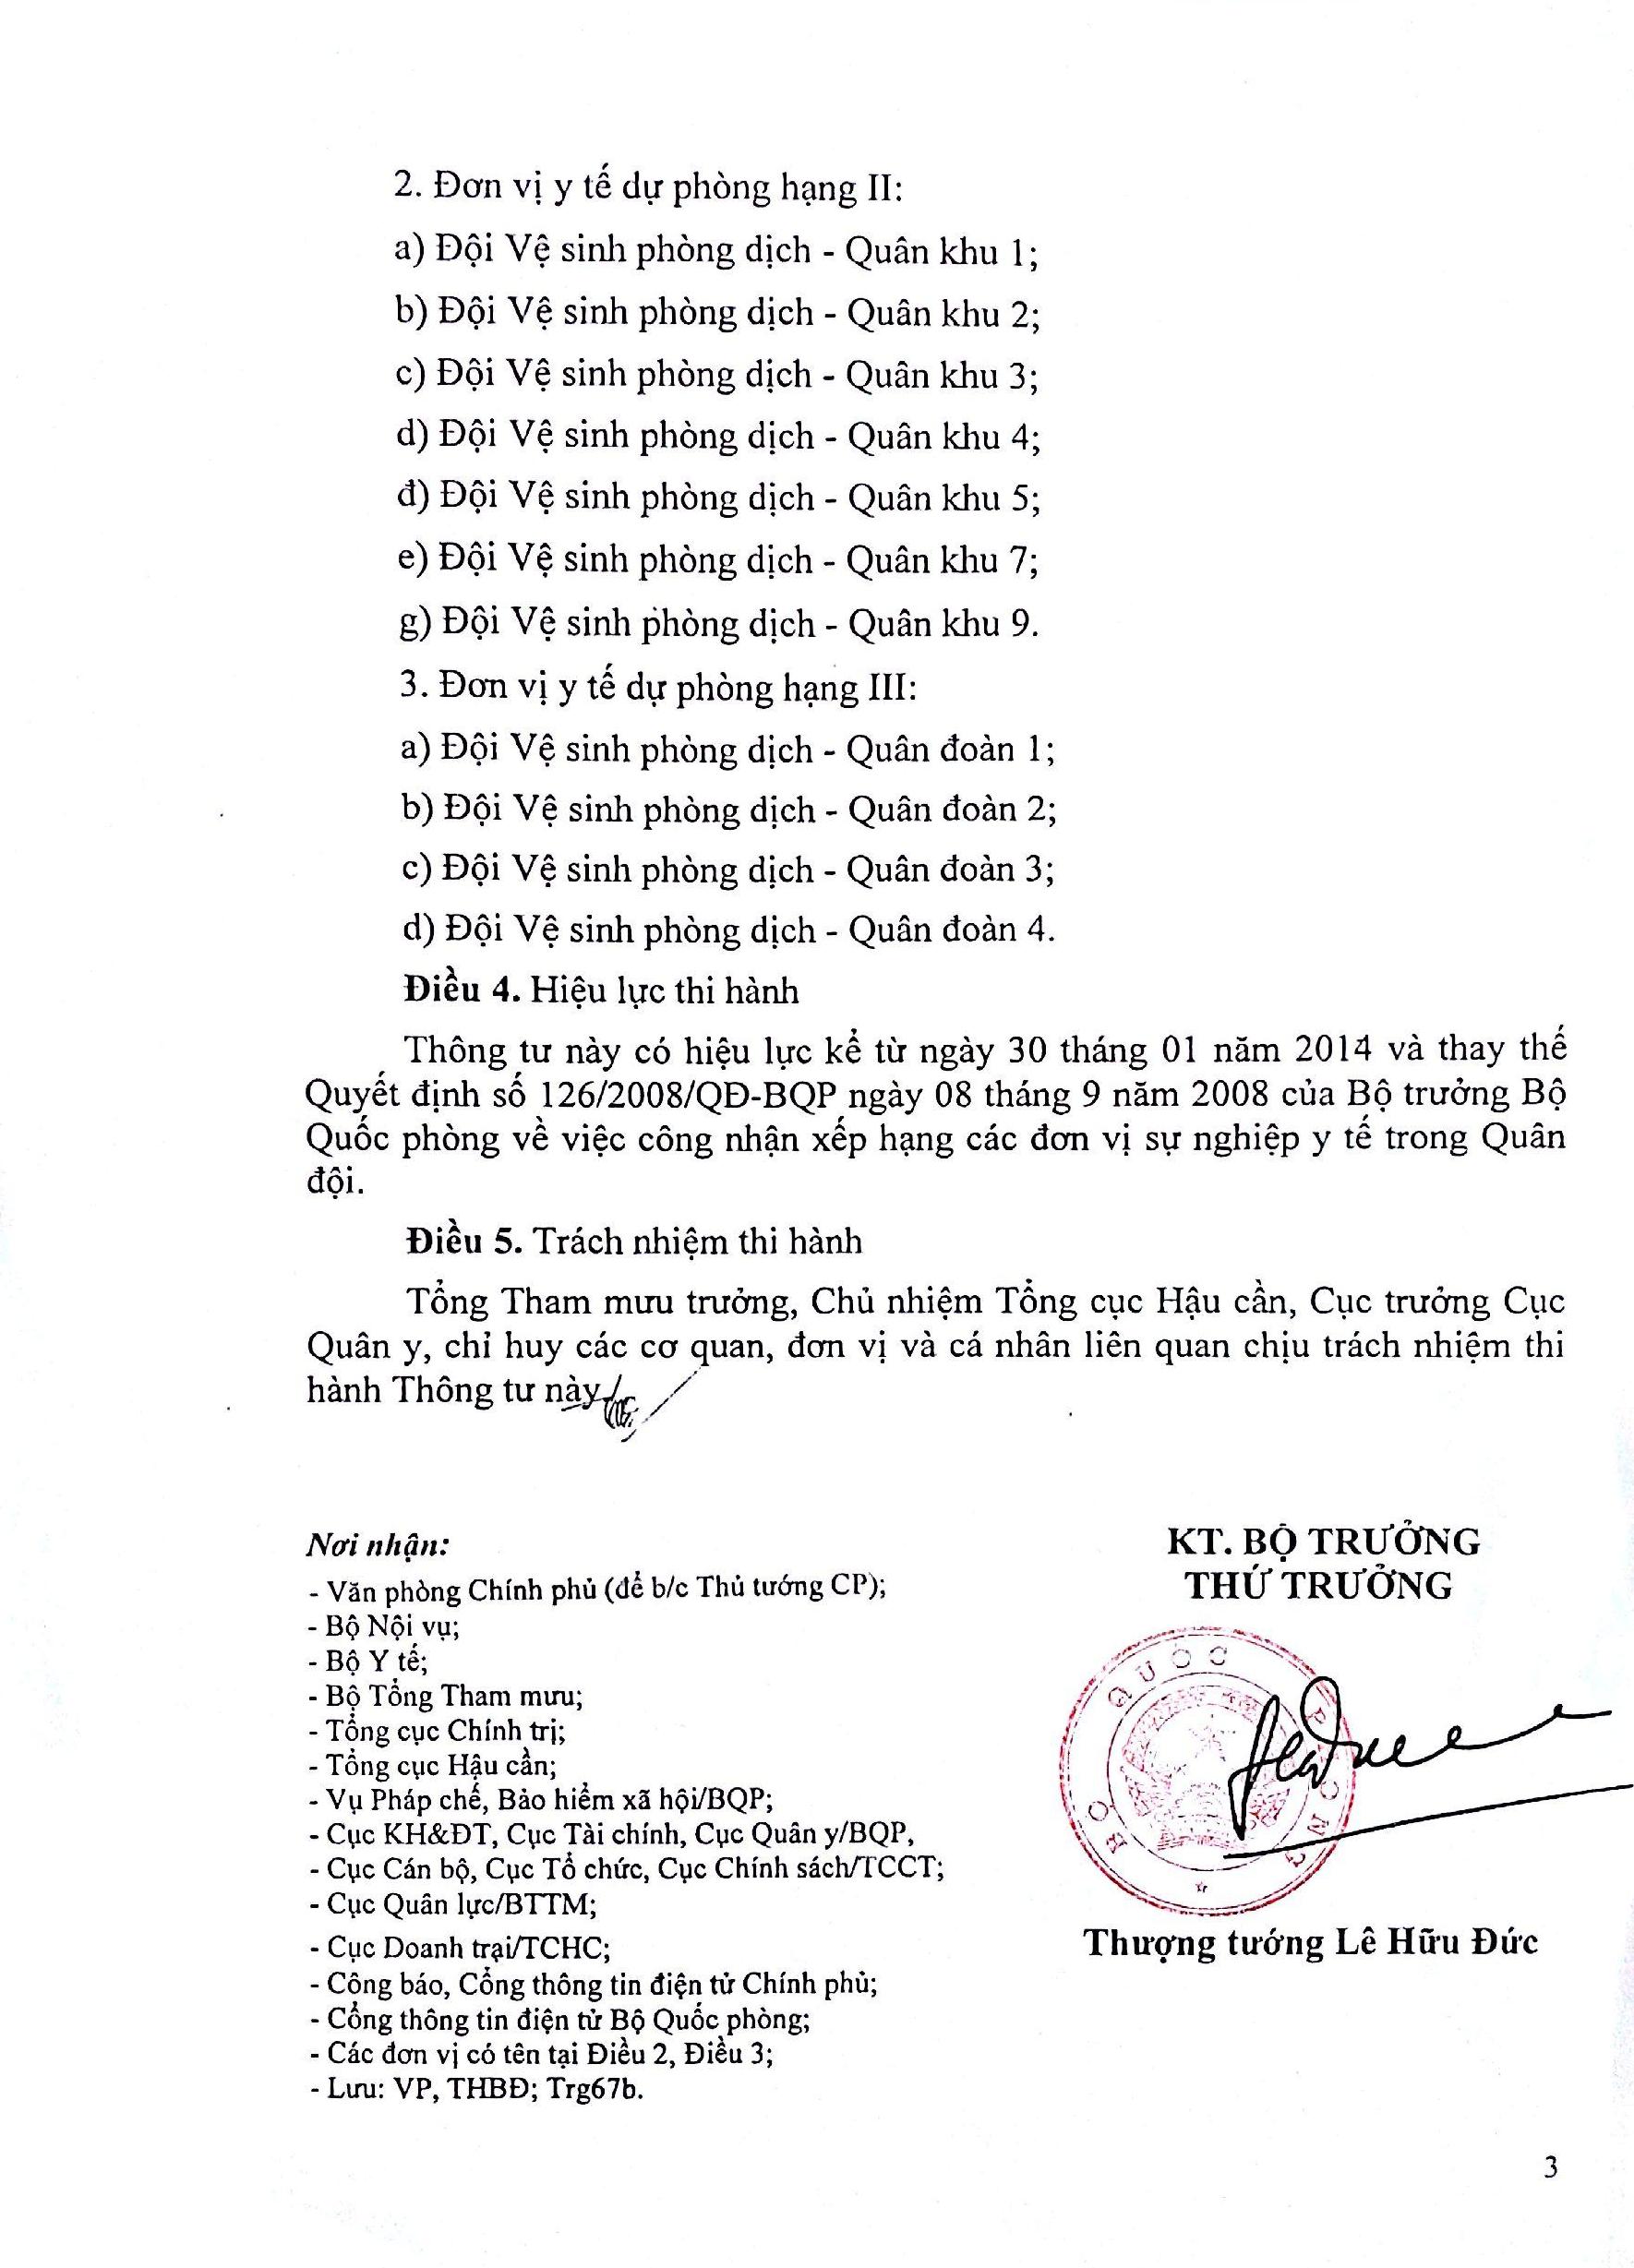 2. Đơn vị y tế dự phòng hạng II:
a) Đội Vệ sinh phòng dịch - Quân khu 1;
b) Đội Vệ sinh phòng dịch - Quân khu 2;
c) Đội Vệ sinh phòng dịch - Quân khu 3;
d) Đội Vệ sinh phòng dịch - Quân khu 4;
đ) Đội Vệ sinh phòng dịch - Quân khu 5;
e) Đội Vệ sinh phòng dịch - Quân khu 7;
g) Đội Vệ sinh phòng dịch - Quân khu 9.
3. Đơn vị y tế dự phòng hạng III:
a) Đội Vệ sinh phòng dịch - Quân đoàn 1;
b) Đội Vệ sinh phòng dịch - Quân đoàn 2;
c) Đội Vệ sinh phòng dịch - Quân đoàn 3;
d) Đội Vệ sinh phòng dịch - Quân đoàn 4.
Điều 4. Hiệu lực thi hành
Thông tư này có hiệu lực kể từ ngày 30 tháng 01 năm 2014 và thay thế
Quyết định số 126/2008/QĐ-BQP ngày 08 tháng 9 năm 2008 của Bộ trưởng Bộ
Quốc phòng về việc công nhận xếp hạng các đơn vị sự nghiệp y tế trong Quân
đội.
Điều 5. Trách nhiệm thi hành
Tổng Tham mưu trưởng, Chủ nhiệm Tổng cục Hậu cần, Cục trưởng Cục
Quân y, chỉ huy các cơ quan, đơn vị và cá nhân liên quan chịu trách nhiệm thi
hành Thông tư này
Nơi nhận:
- Văn phòng Chính phủ (để b/c Thủ tướng CP);
- Bộ Nội vụ;
- Bộ Y tế;
- Bộ Tổng Tham mưu;
- Tổng cục Chính trị;
- Tổng cục Hậu cần;
- Vụ Pháp chế, Bảo hiểm xã hội/BQP;
- Cục KH&ĐT, Cục Tài chính, Cục Quân y/BQP,
- Cục Cán bộ, Cục Tổ chức, Cục Chính sách/TCCT;
- Cục Quân lực/BTTM;
- Cục Doanh trại/TCHC;
- Công báo, Cổng thông tin điện tử Chính phủ;
- Cổng thông tin điện tử Bộ Quốc phòng;
- Các đơn vị có tên tại Điều 2, Điều 3;
- Lưu: VP, THBĐ; Trg67b.
KT. BỘ TRƯỞNG
THỨ TRƯỞNG
BỘ QUỐC PHÒNG
Thượng tướng Lê Hữu Đức
3